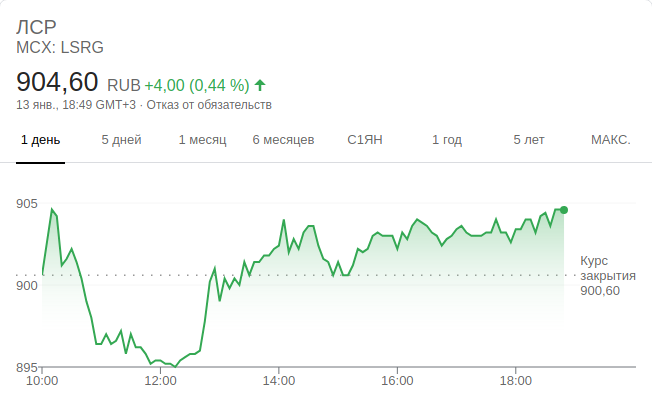 ЛСР
MCX: LSRG
904,60 RUB +4,00 (0,44 %)
13 янв., 18:49 GMT+3 · Отказ от обязательств
1 день 5 дней 1 месяц 6 месяцев С1ЯН 1 год 5 лет МАКС.
905
900
895
Курс
закрытия
900,60
10:00 12:00 14:00 16:00 18:00